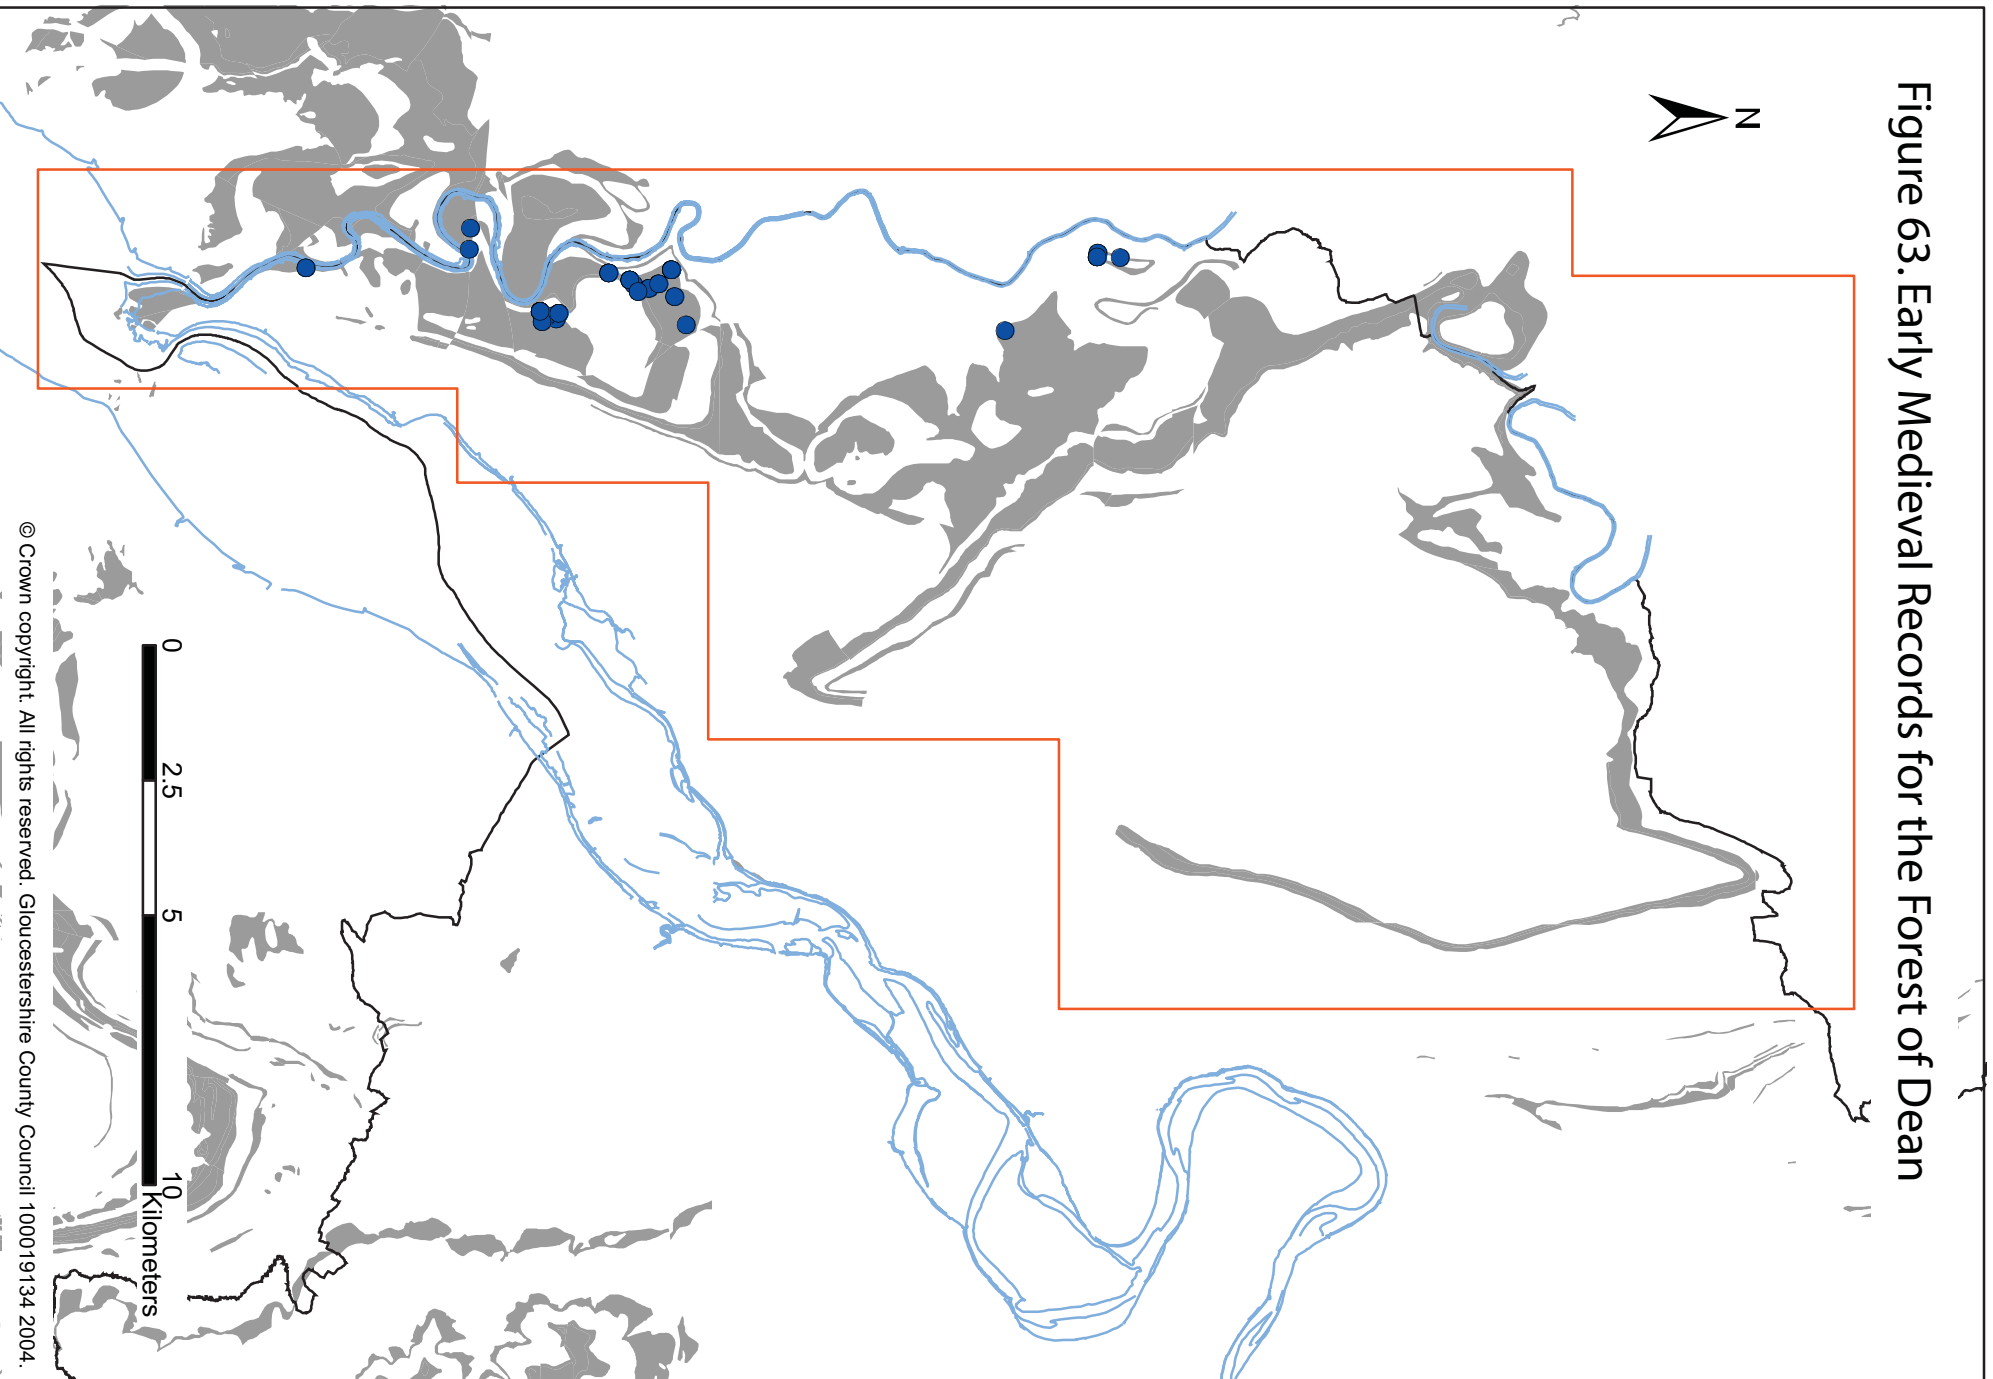 Figure 63. Early Medieval Records for the Forest of Dean
N
0 2.5 5 10
Kilometers
© Crown copyright. All rights reserved. Gloucestershire County Council 100019134 2004.